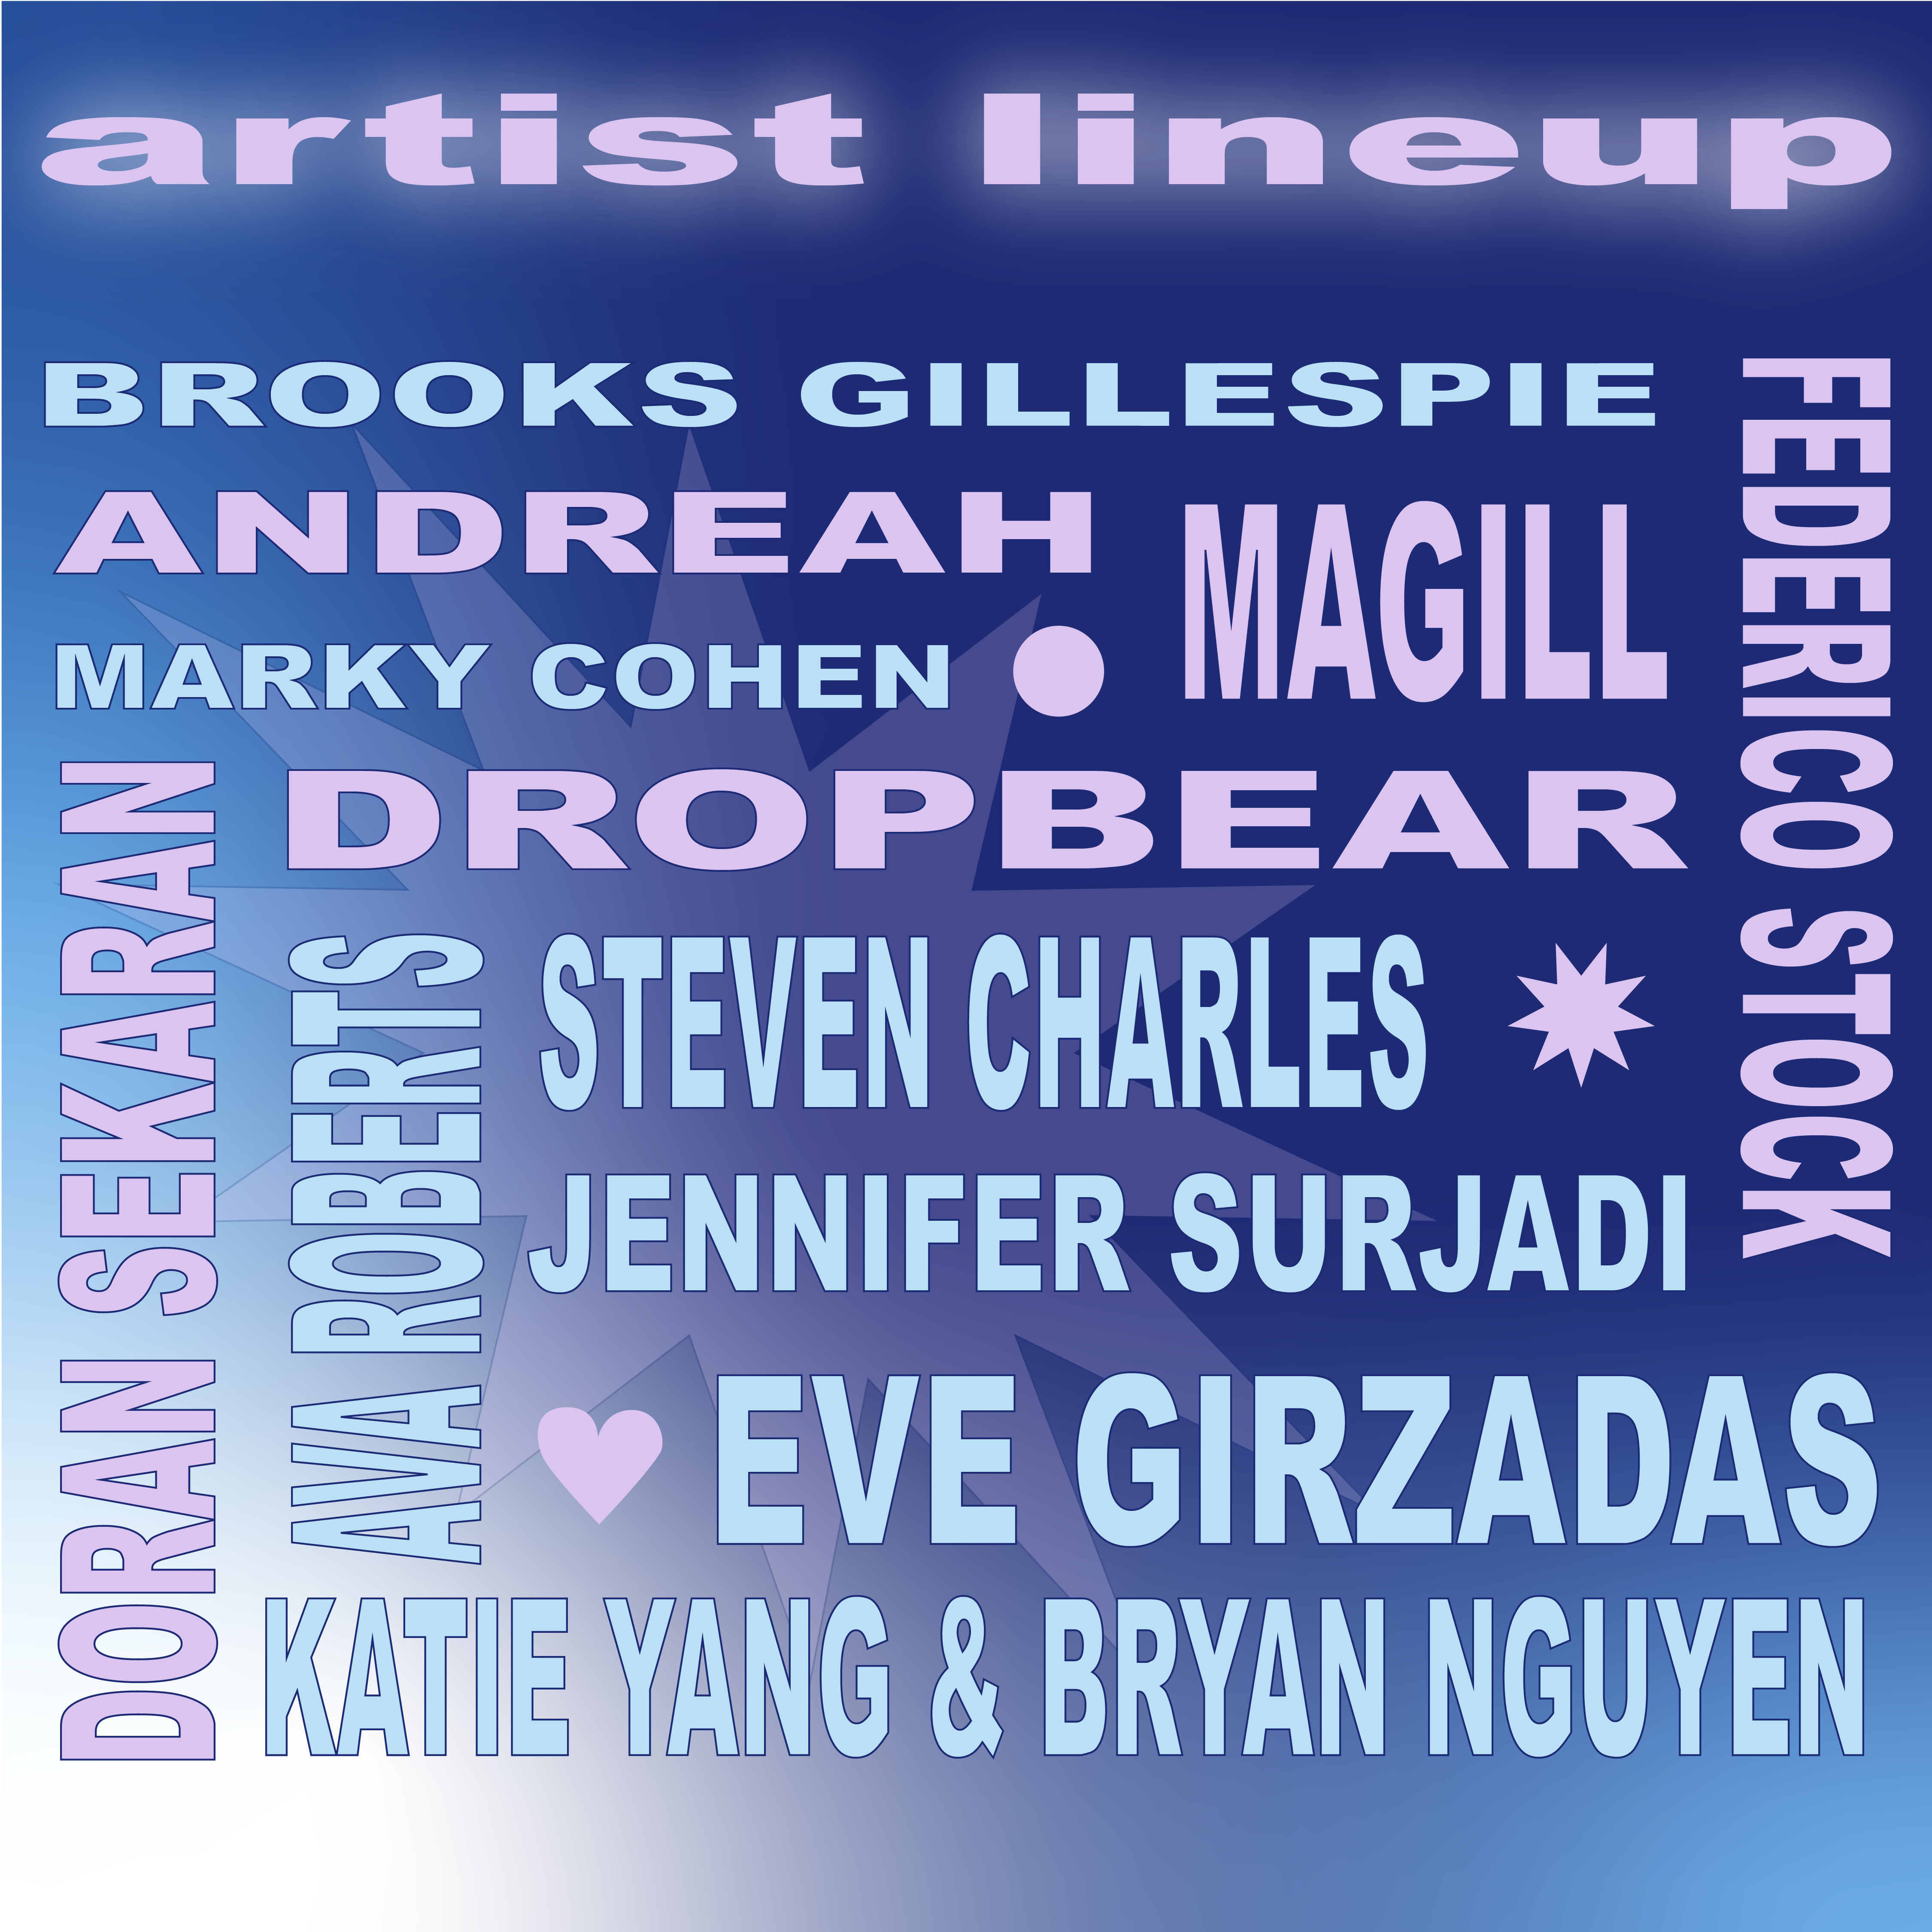 artist lineup
BROOKS GILLESPIE
ANDREAH
MAGILL
MARKY COHEN
DROPBEAR
FEDERICO STOCK
DORAN SEKARAN
AVA ROBERTS
STEVEN CHARLES
JENNIFER SURJADI
EVE GIRZADAS
KATIE YANG & BRYAN NGUYEN